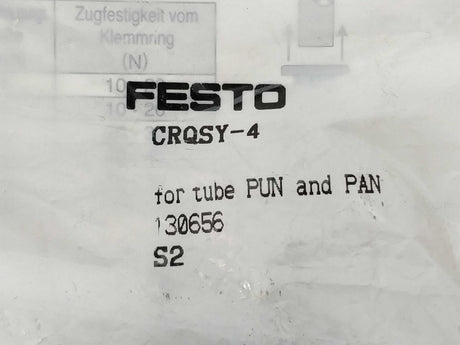 Zugfestigkeit vom
Klemmring
(N)
FESTO
CRQSY-4
for tube PUN and PAN
130656
S2